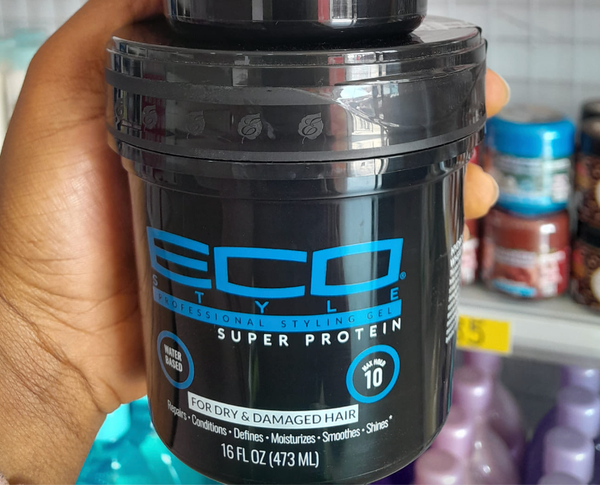 ECO®
STYLE
PROFESSIONAL STYLING GEL
SUPER PROTEIN
WATER
BASED
MAX HOLD
10
FOR DRY & DAMAGED HAIR
Repairs • Conditions • Defines • Moisturizes • Smoothes • Shines*
16 FL OZ (473 ML)